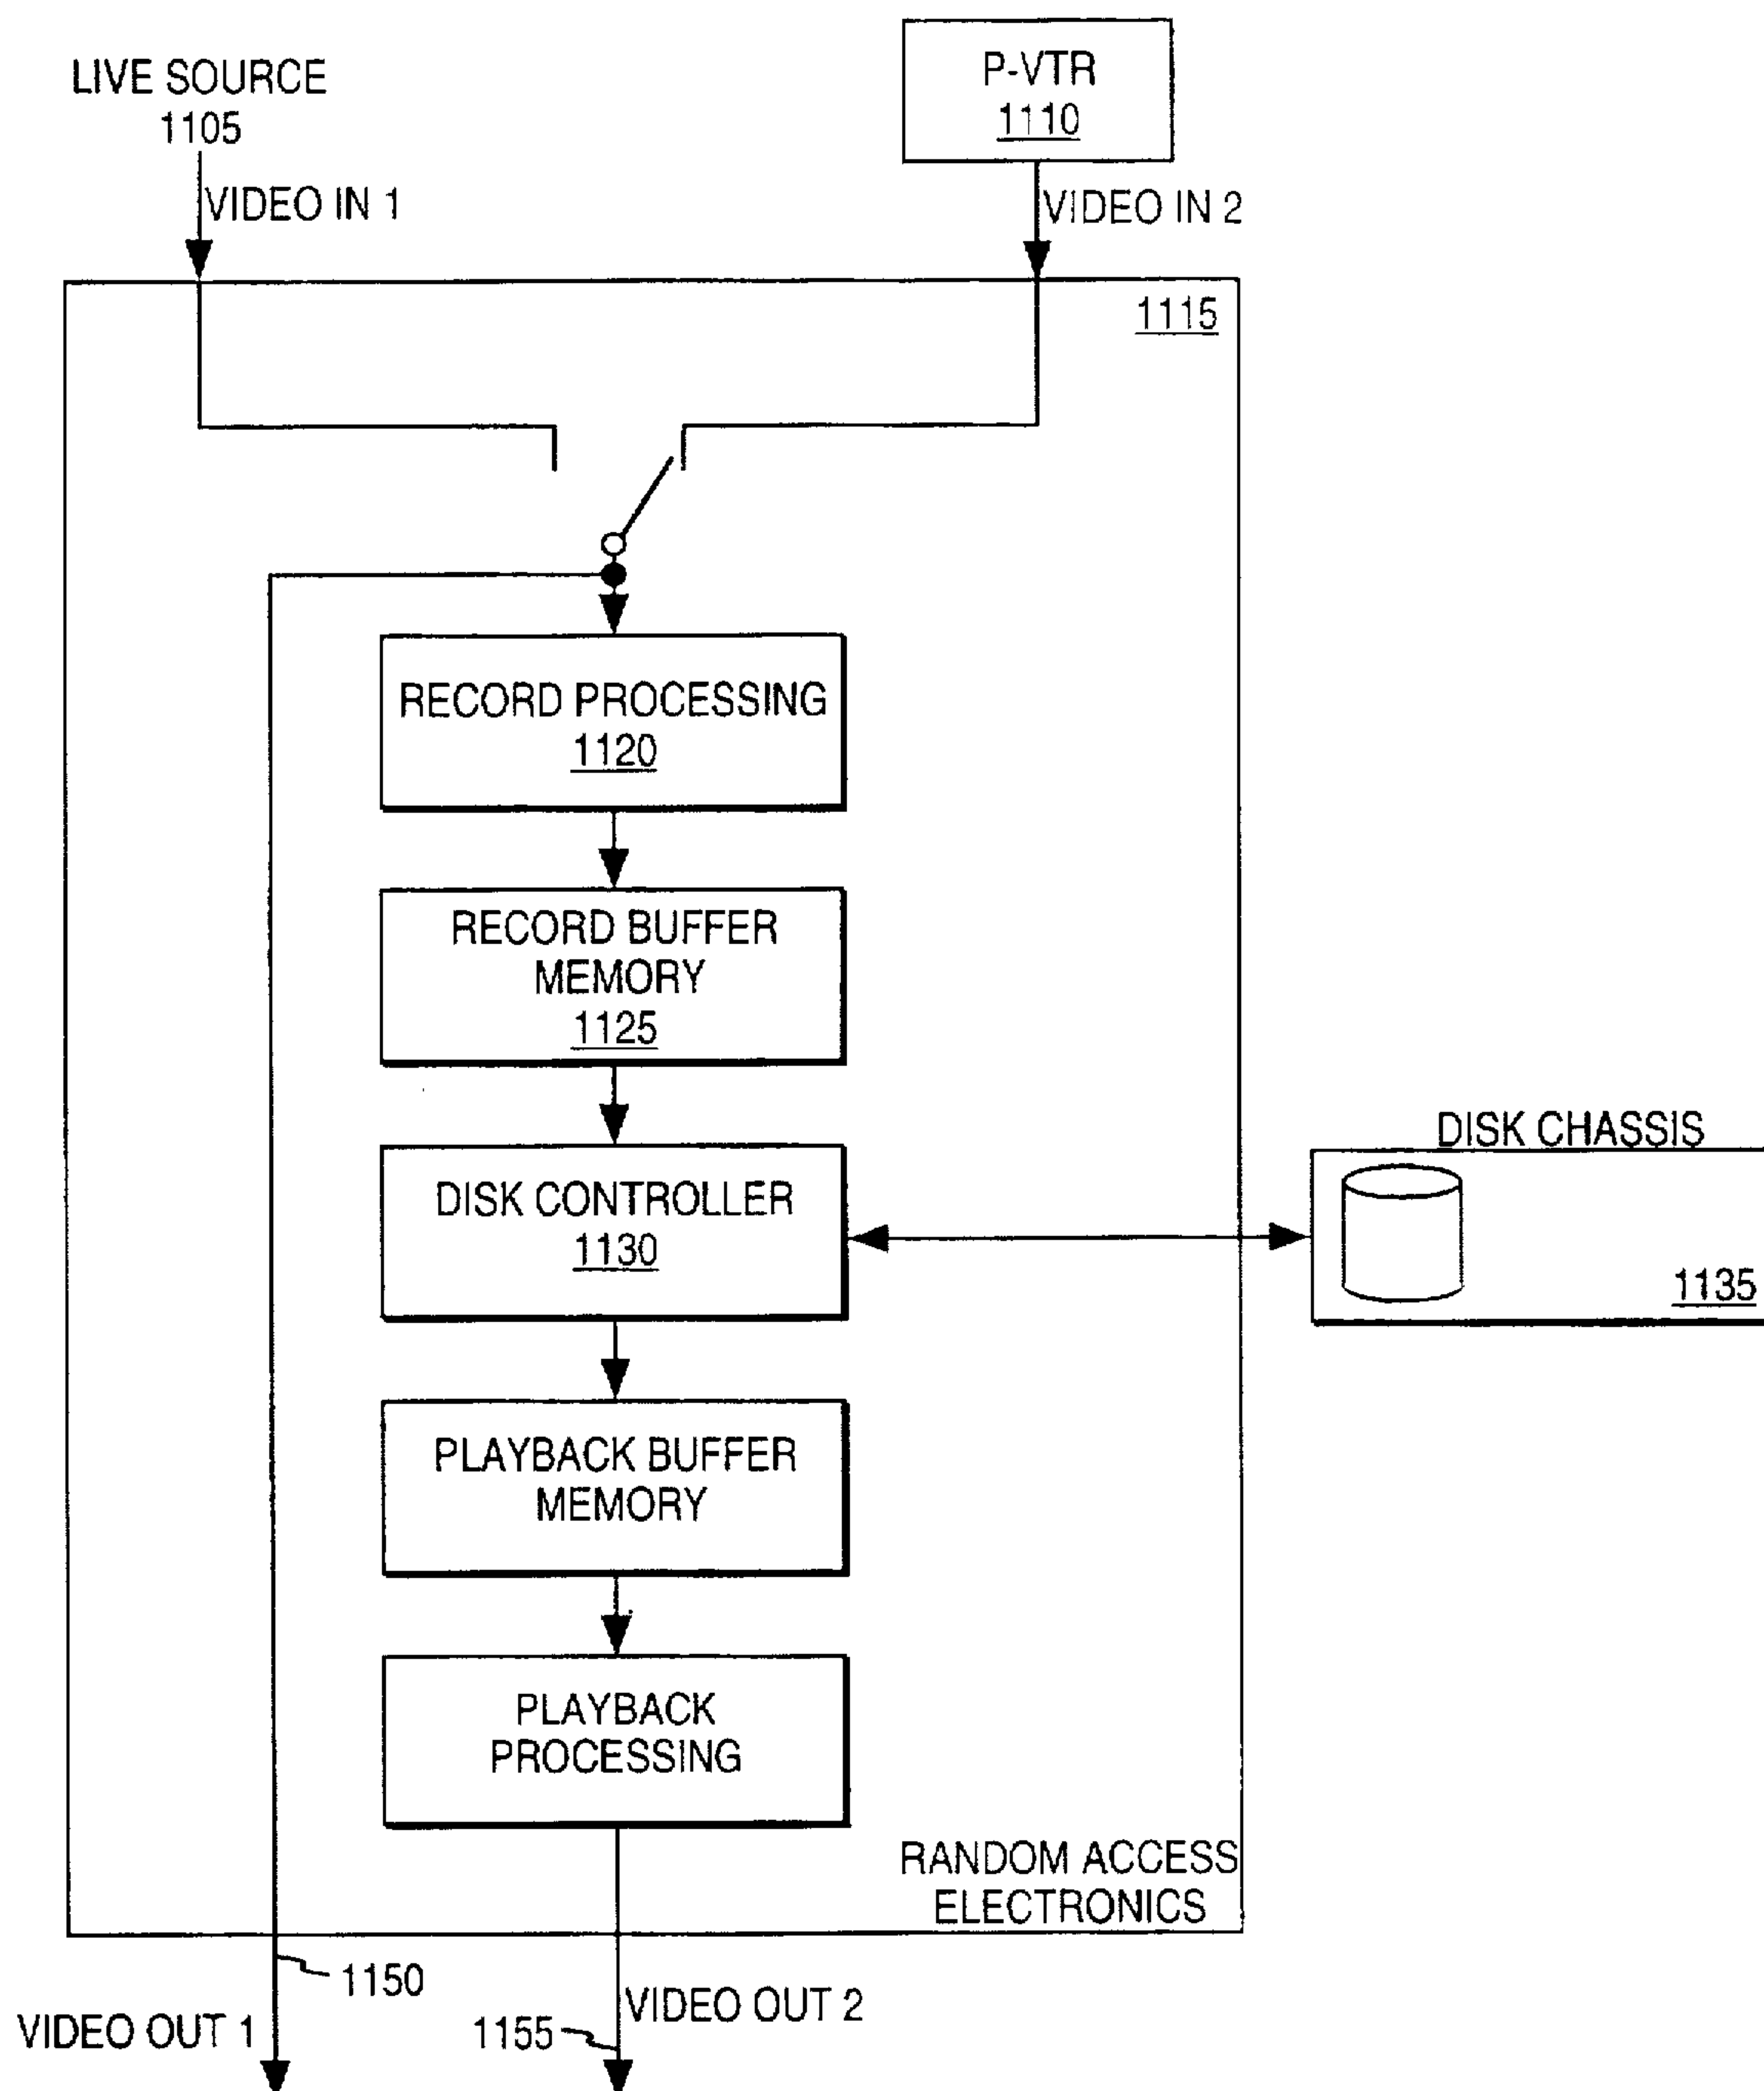 LIVE SOURCE
1105
P-VTR
1110
VIDEO IN 1
VIDEO IN 2
1115
RECORD PROCESSING
1120
RECORD BUFFER
MEMORY
1125
DISK CHASSIS
DISK CONTROLLER
1130
1135
PLAYBACK BUFFER
MEMORY
PLAYBACK
PROCESSING
RANDOM ACCESS
ELECTRONICS
1150
VIDEO OUT 1
VIDEO OUT 2
1155